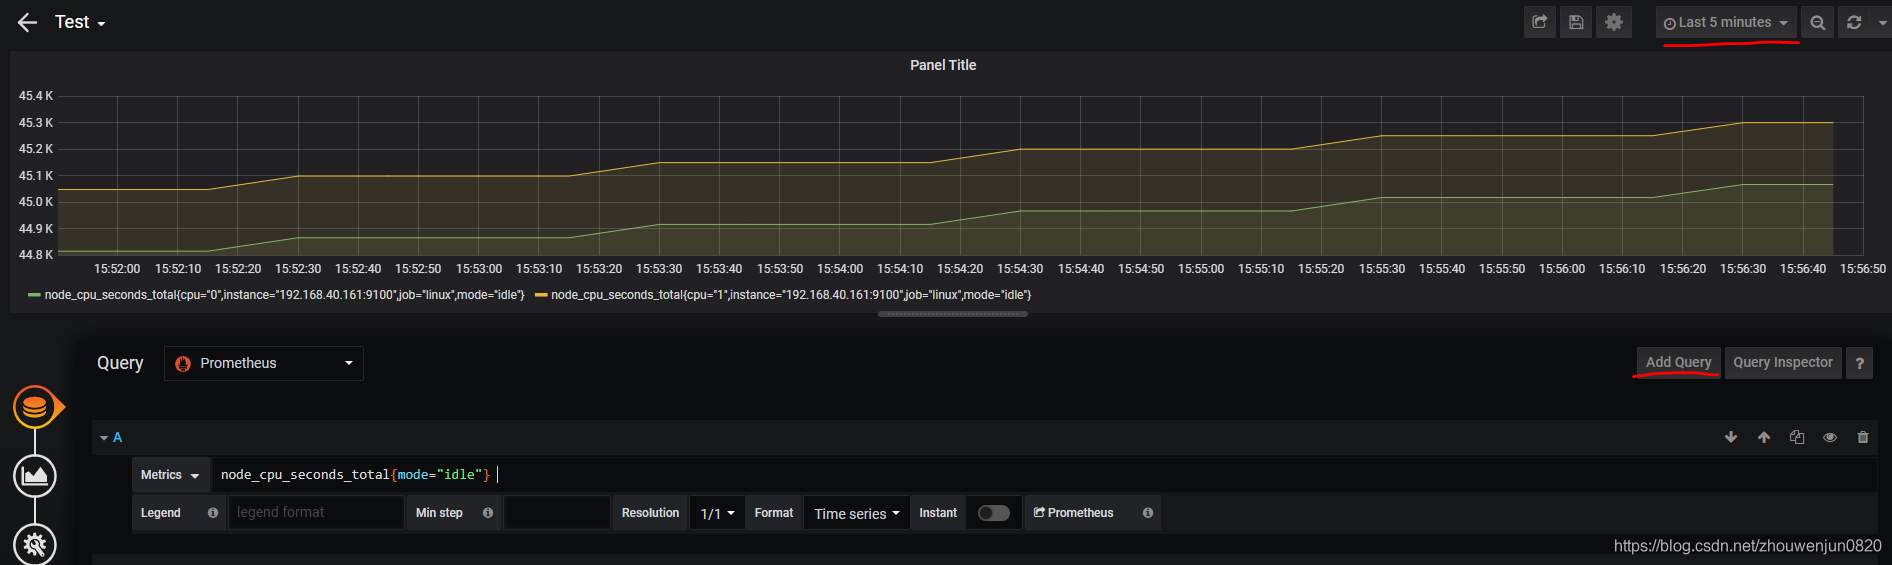 Test
Last 5 minutes
Panel Title
45.4 K
45.3 K
45.2 K
45.1 K
45.0 K
44.9 K
44.8 K
15:52:00 15:52:10 15:52:20 15:52:30 15:52:40 15:52:50 15:53:00 15:53:10 15:53:20 15:53:30 15:53:40 15:53:50 15:54:00 15:54:10 15:54:20 15:54:30 15:54:40 15:54:50 15:55:00 15:55:10 15:55:20 15:55:30 15:55:40 15:55:50 15:56:00 15:56:10 15:56:20 15:56:30 15:56:40 15:56:50
node_cpu_seconds_total{cpu="0",instance="192.168.40.161:9100",job="linux",mode="idle"} node_cpu_seconds_total{cpu="1",instance="192.168.40.161:9100",job="linux",mode="idle"}
Query Prometheus Add Query Query Inspector ?
A
Metrics node_cpu_seconds_total{mode="idle"}
Legend legend format Min step Resolution 1/1 Format Time series Instant Prometheus
https://blog.csdn.net/zhouwenjun0820